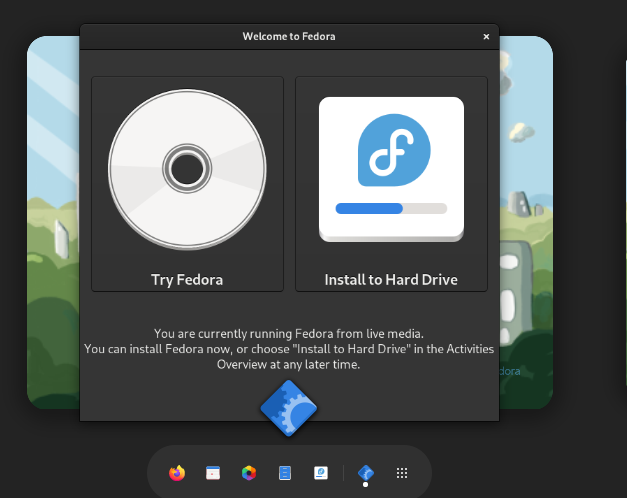 Welcome to Fedora
Try Fedora
Install to Hard Drive
You are currently running Fedora from live media.
You can install Fedora now, or choose "Install to Hard Drive" in the Activities
Overview at any later time.
dora